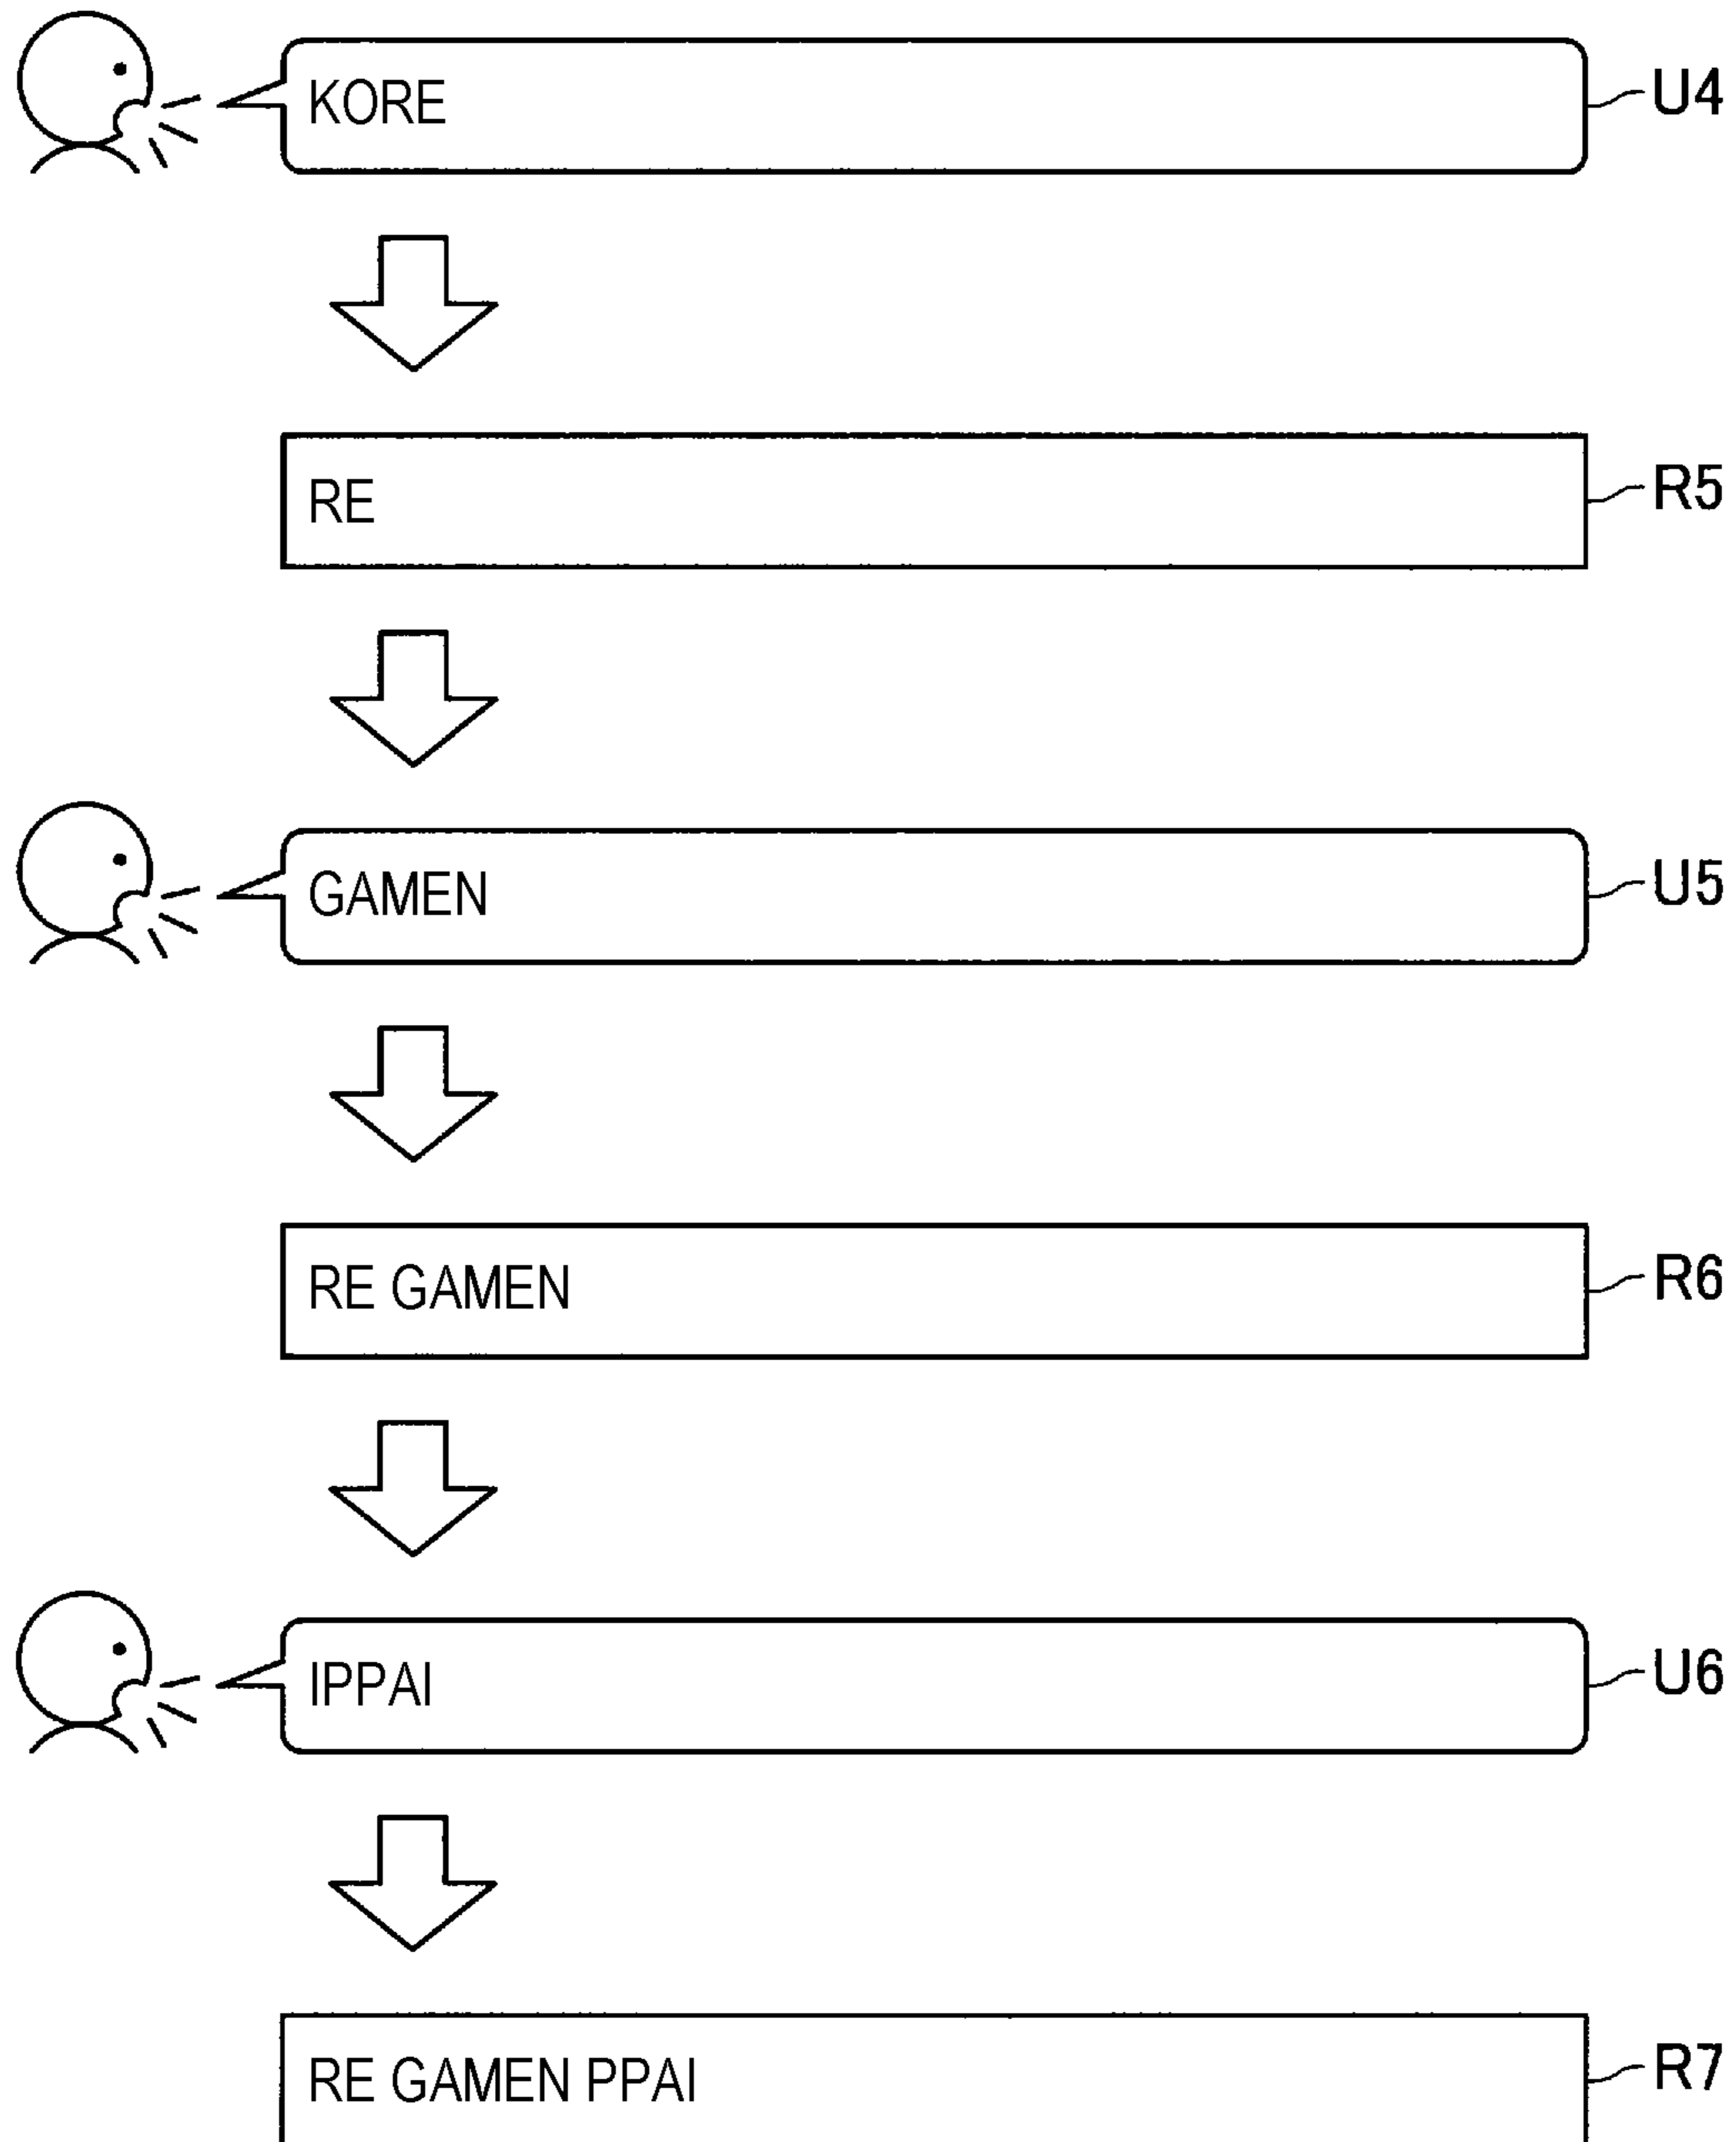 KORE U4
RE R5
GAMEN U5
RE GAMEN R6
IPPAI U6
RE GAMEN PPAI R7